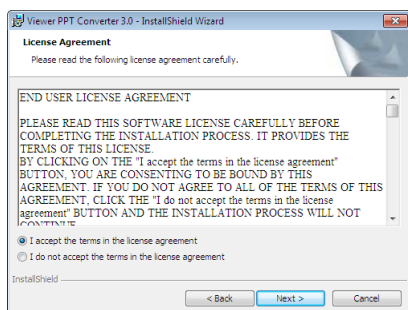 Viewer PPT Converter 3.0 - InstallShield Wizard
License Agreement
Please read the following license agreement carefully.
END USER LICENSE AGREEMENT
PLEASE READ THIS SOFTWARE LICENSE CAREFULLY BEFORE
COMPLETING THE INSTALLATION PROCESS. IT PROVIDES THE
TERMS OF THIS LICENSE.
BY CLICKING ON THE "I accept the terms in the license agreement"
BUTTON, YOU ARE CONSENTING TO BE BOUND BY THIS
AGREEMENT. IF YOU DO NOT AGREE TO ALL OF THE TERMS OF THIS
AGREEMENT, CLICK THE "I do not accept the terms in the license
agreement" BUTTON AND THE INSTALLATION PROCESS WILL NOT
CONTINUE
I accept the terms in the license agreement
I do not accept the terms in the license agreement
InstallShield
< Back Next > Cancel